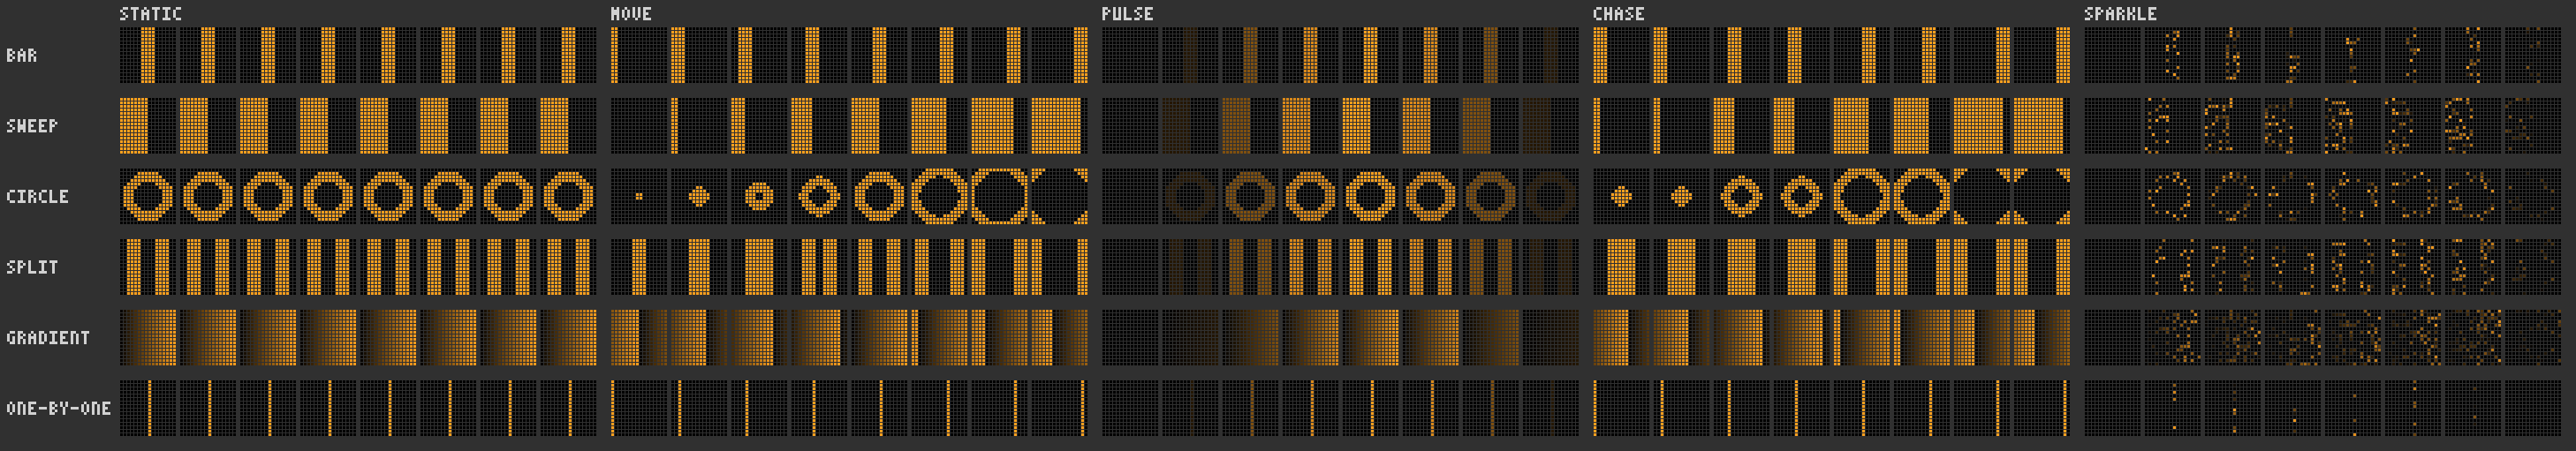 STATIC MOVE PULSE CHASE SPARKLE
BAR
SWEEP
CIRCLE
SPLIT
GRADIENT
ONE-BY-ONE